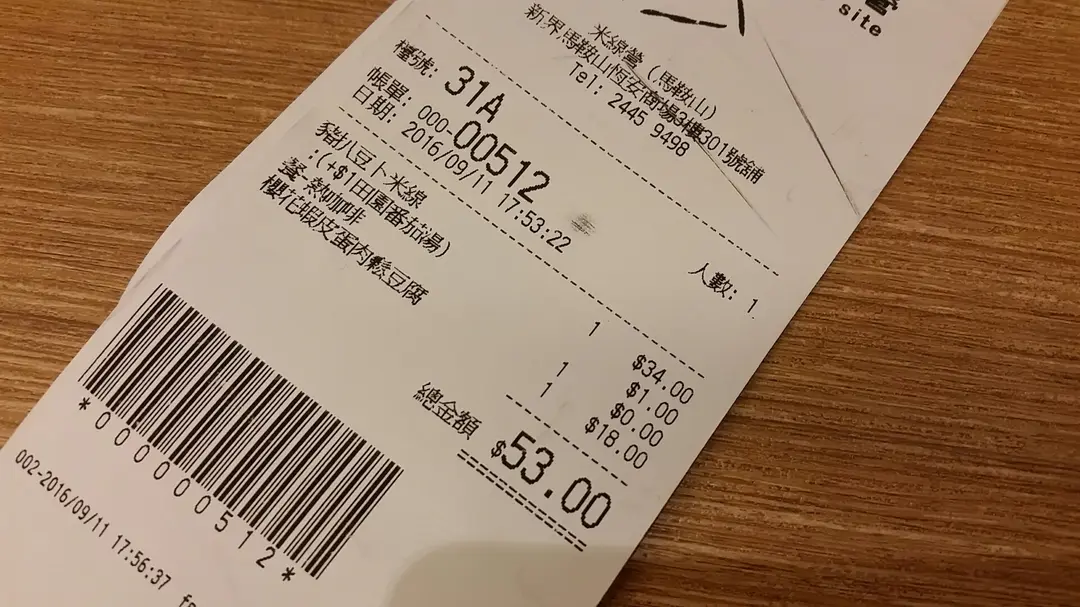 營
site
米線營 (馬鞍山)
新界馬鞍山恆安商場3樓301號舖
Tel: 2445 9498
檯號: 31A
人數: 1
帳單: 000-00512
日期: 2016/09/11 17:53:22
豬扒豆卜米線 1 $34.00
:(+$1田園番茄湯) $1.00
餐-熱咖啡 1 $0.00
櫻花蝦皮蛋肉鬆豆腐 1 $18.00
總金額 $53.00
*000000512*
002-2016/09/11 17:56:37